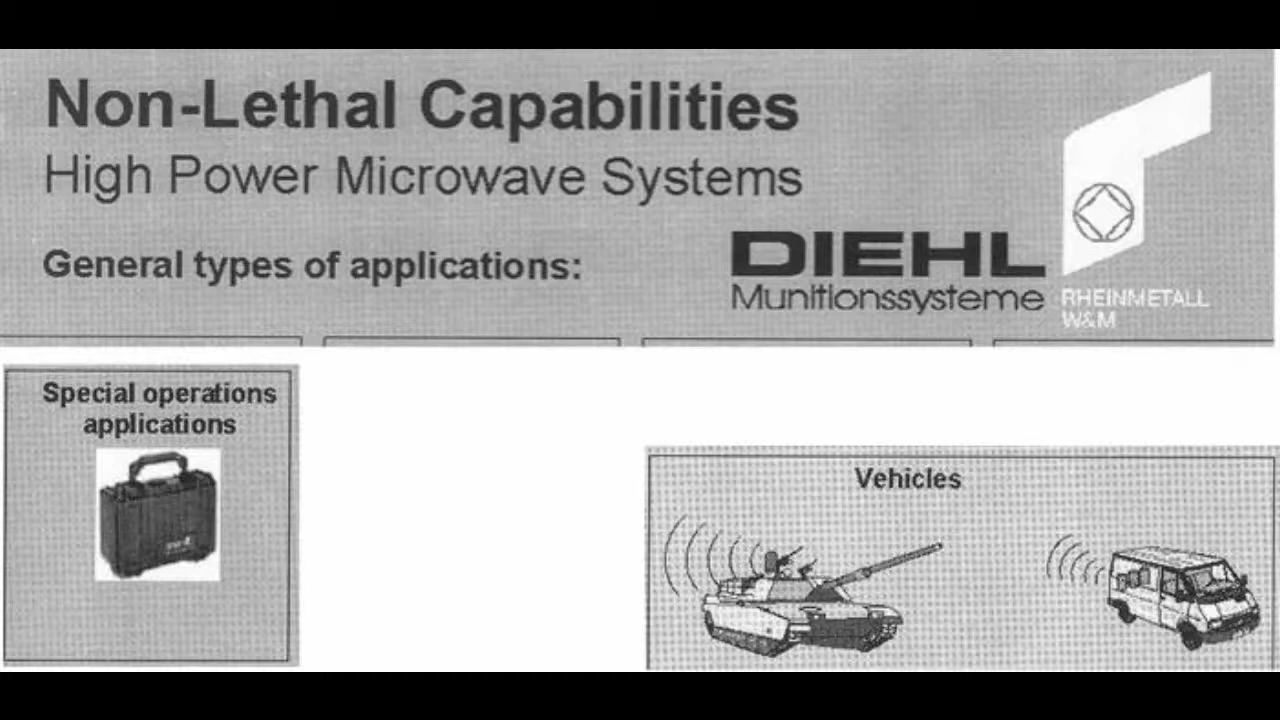 Non-Lethal Capabilities
High Power Microwave Systems
General types of applications:
DIEHL
Munitionssysteme
RHEINMETALL
W&M
Special operations
applications
Vehicles